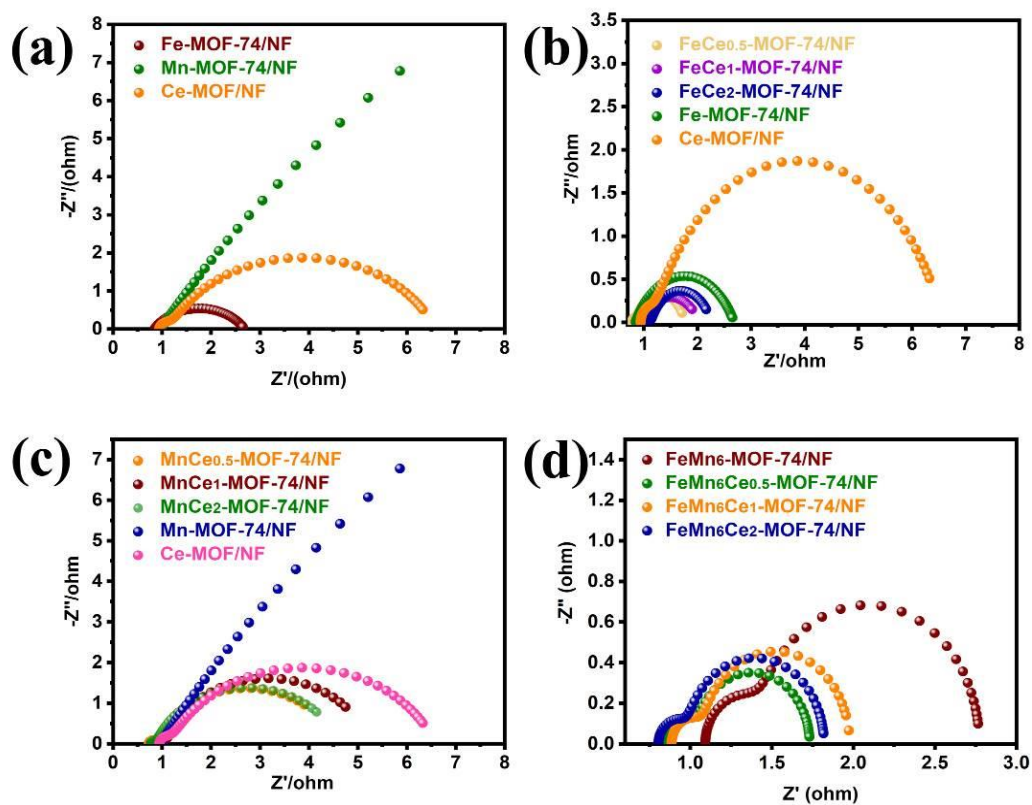 (a)
Fe-MOF-74/NF
Mn-MOF-74/NF
Ce-MOF/NF
8
7
6
5
4
3
2
1
0
-Z''/(ohm)
0 1 2 3 4 5 6 7 8
Z'/(ohm)
(b)
FeCe0.5-MOF-74/NF
FeCe1-MOF-74/NF
FeCe2-MOF-74/NF
Fe-MOF-74/NF
Ce-MOF/NF
3.5
3.0
2.5
2.0
1.5
1.0
0.5
0.0
-Z''/ohm
1 2 3 4 5 6 7 8
Z'/ohm
(c)
MnCe0.5-MOF-74/NF
MnCe1-MOF-74/NF
MnCe2-MOF-74/NF
Mn-MOF-74/NF
Ce-MOF/NF
7
6
5
4
3
2
1
0
-Z''/ohm
0 1 2 3 4 5 6 7 8
Z'/ohm
(d)
FeMn6-MOF-74/NF
FeMn6Ce0.5-MOF-74/NF
FeMn6Ce1-MOF-74/NF
FeMn6Ce2-MOF-74/NF
1.4
1.2
1.0
0.8
0.6
0.4
0.2
0.0
-Z'' (ohm)
1.0 1.5 2.0 2.5 3.0
Z' (ohm)